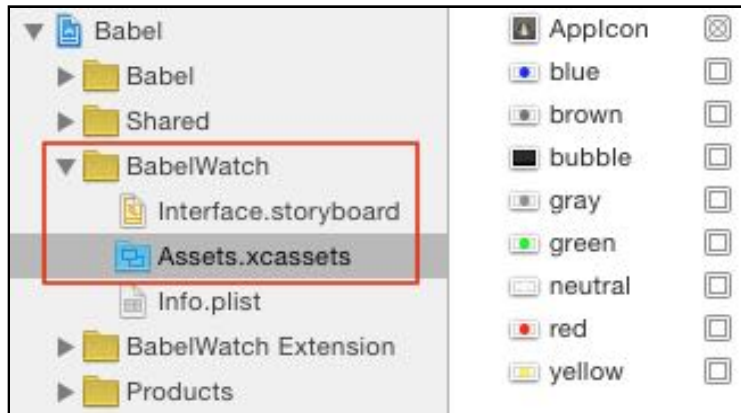 Babel
Babel
Shared
BabelWatch
Interface.storyboard
Assets.xcassets
Info.plist
BabelWatch Extension
Products
AppIcon
blue
brown
bubble
gray
green
neutral
red
yellow